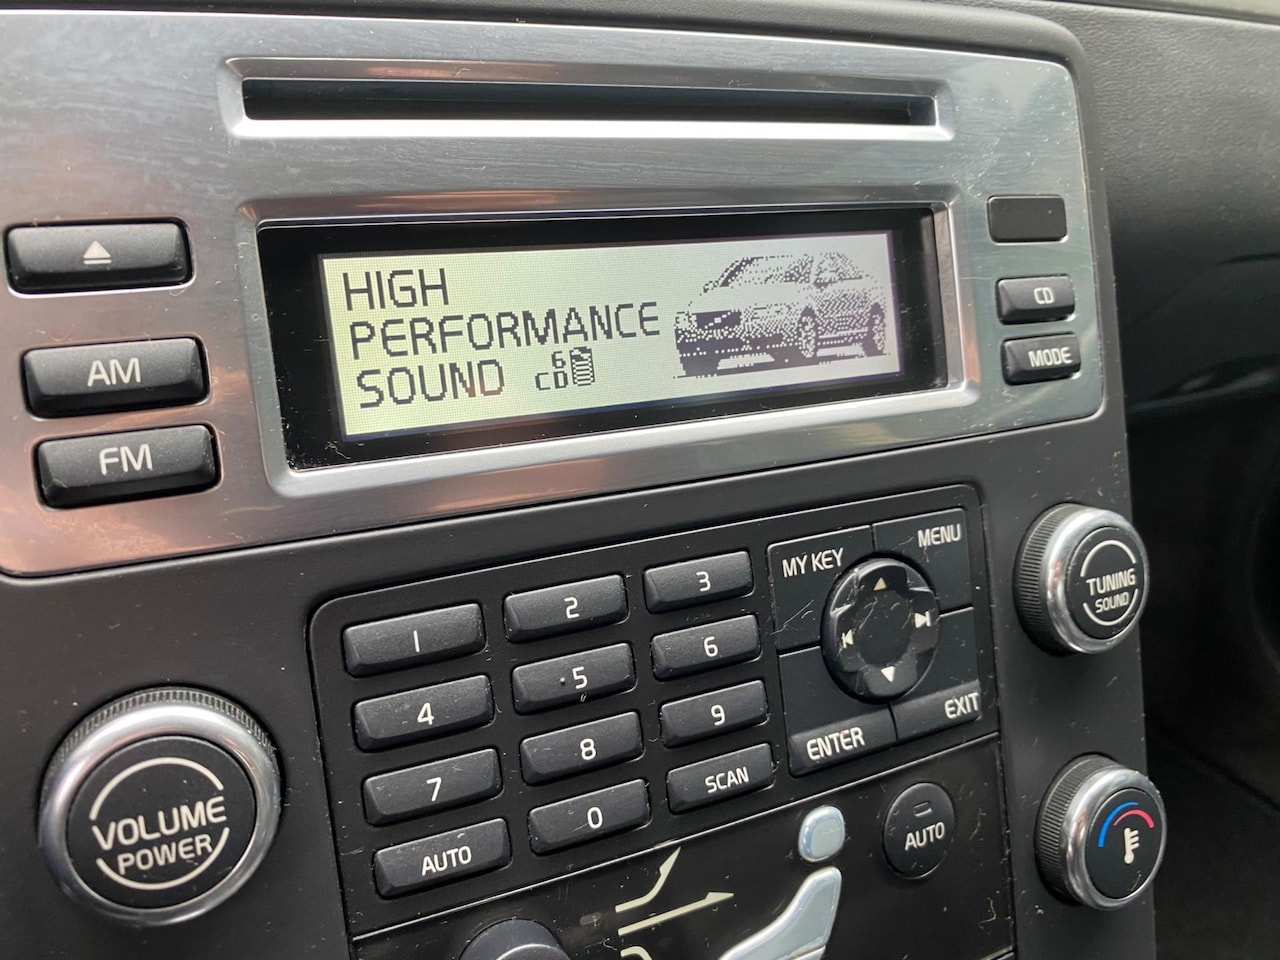 HIGH
PERFORMANCE
SOUND
6
CD
AM
FM
CD
MODE
1
2
3
4
5
6
7
8
9
AUTO
0
SCAN
MY KEY
MENU
ENTER
EXIT
TUNING
SOUND
VOLUME
POWER
AUTO